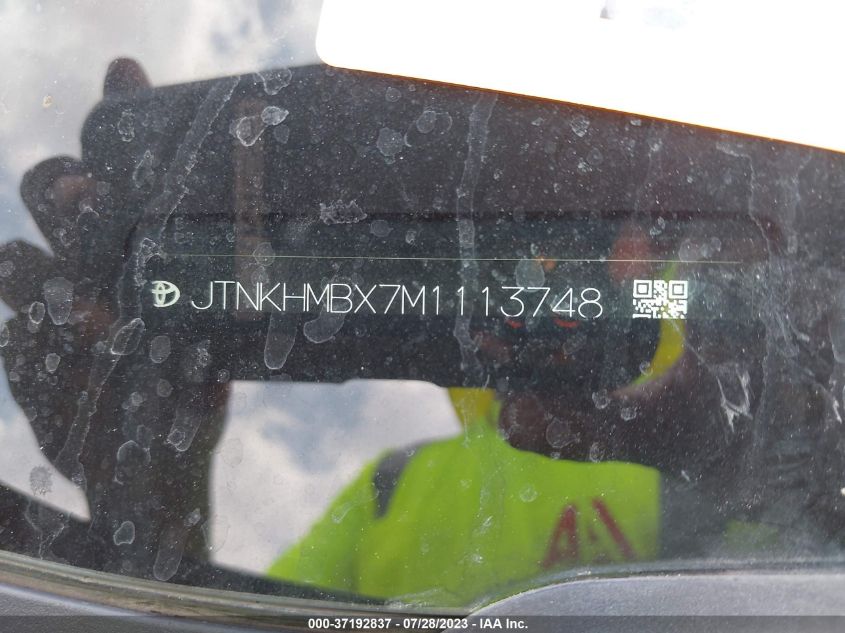 JTNKHMBX7M1113748
000-37192837 - 07/28/2023 - IAA Inc.